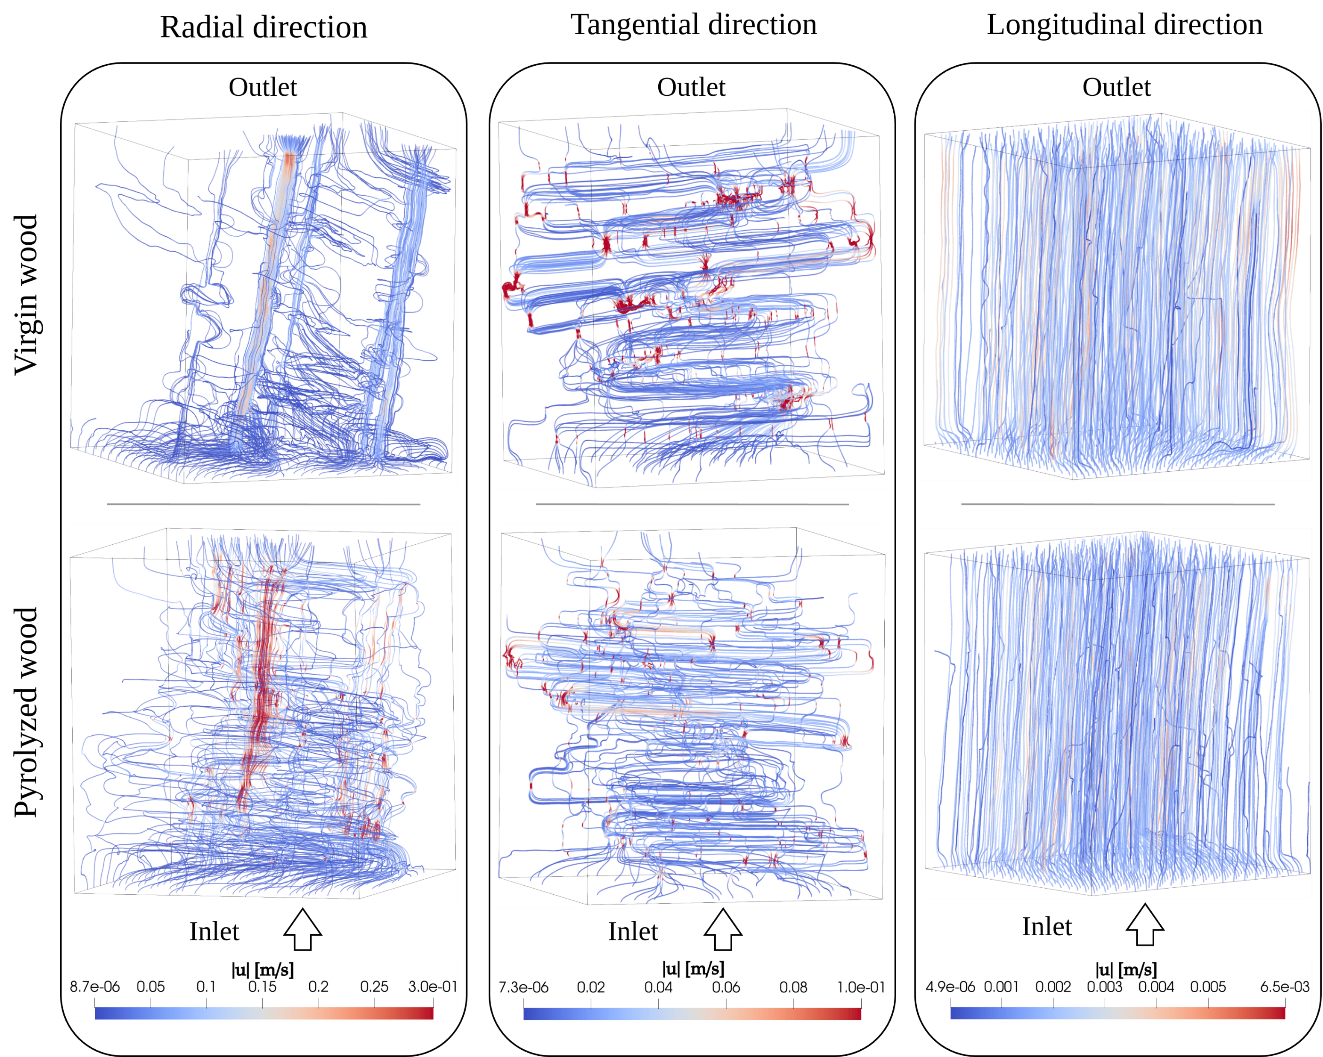 Radial direction
Tangential direction
Longitudinal direction
Outlet
Outlet
Outlet
Virgin wood
Pyrolyzed wood
Inlet
Inlet
Inlet
|u| [m/s]
8.7e-06 0.05 0.1 0.15 0.2 0.25 3.0e-01
|u| [m/s]
7.3e-06 0.02 0.04 0.06 0.08 1.0e-01
|u| [m/s]
4.9e-06 0.001 0.002 0.003 0.004 0.005 6.5e-03